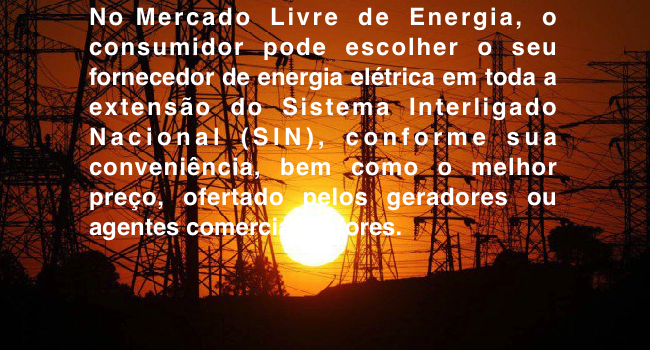 No Mercado Livre de Energia, o
consumidor pode escolher o seu
fornecedor de energia elétrica em toda a
extensão do Sistema Interligado
Nacional (SIN), conforme sua
conveniência, bem como o melhor
preço, ofertado pelos geradores ou
agentes comercializadores.